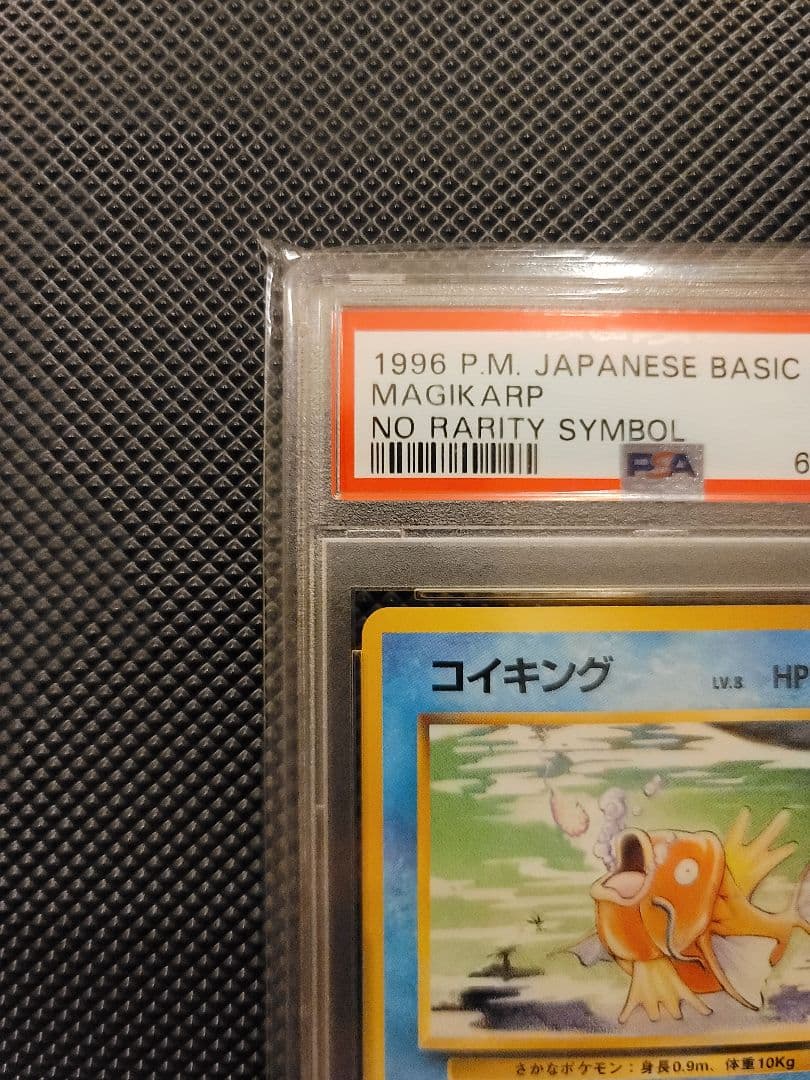 1996 P.M. JAPANESE BASIC
MAGIKARP
NO RARITY SYMBOL
PSA
6
コイキング LV.8 HP
さかなポケモン：身長0.9m、体重10Kg